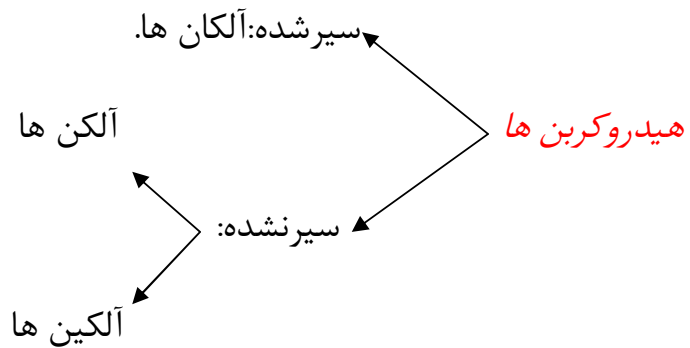 هیدروکربن ها
سیرشده:آلکان ها.
سیرنشده:
آلکن ها
آلکین ها